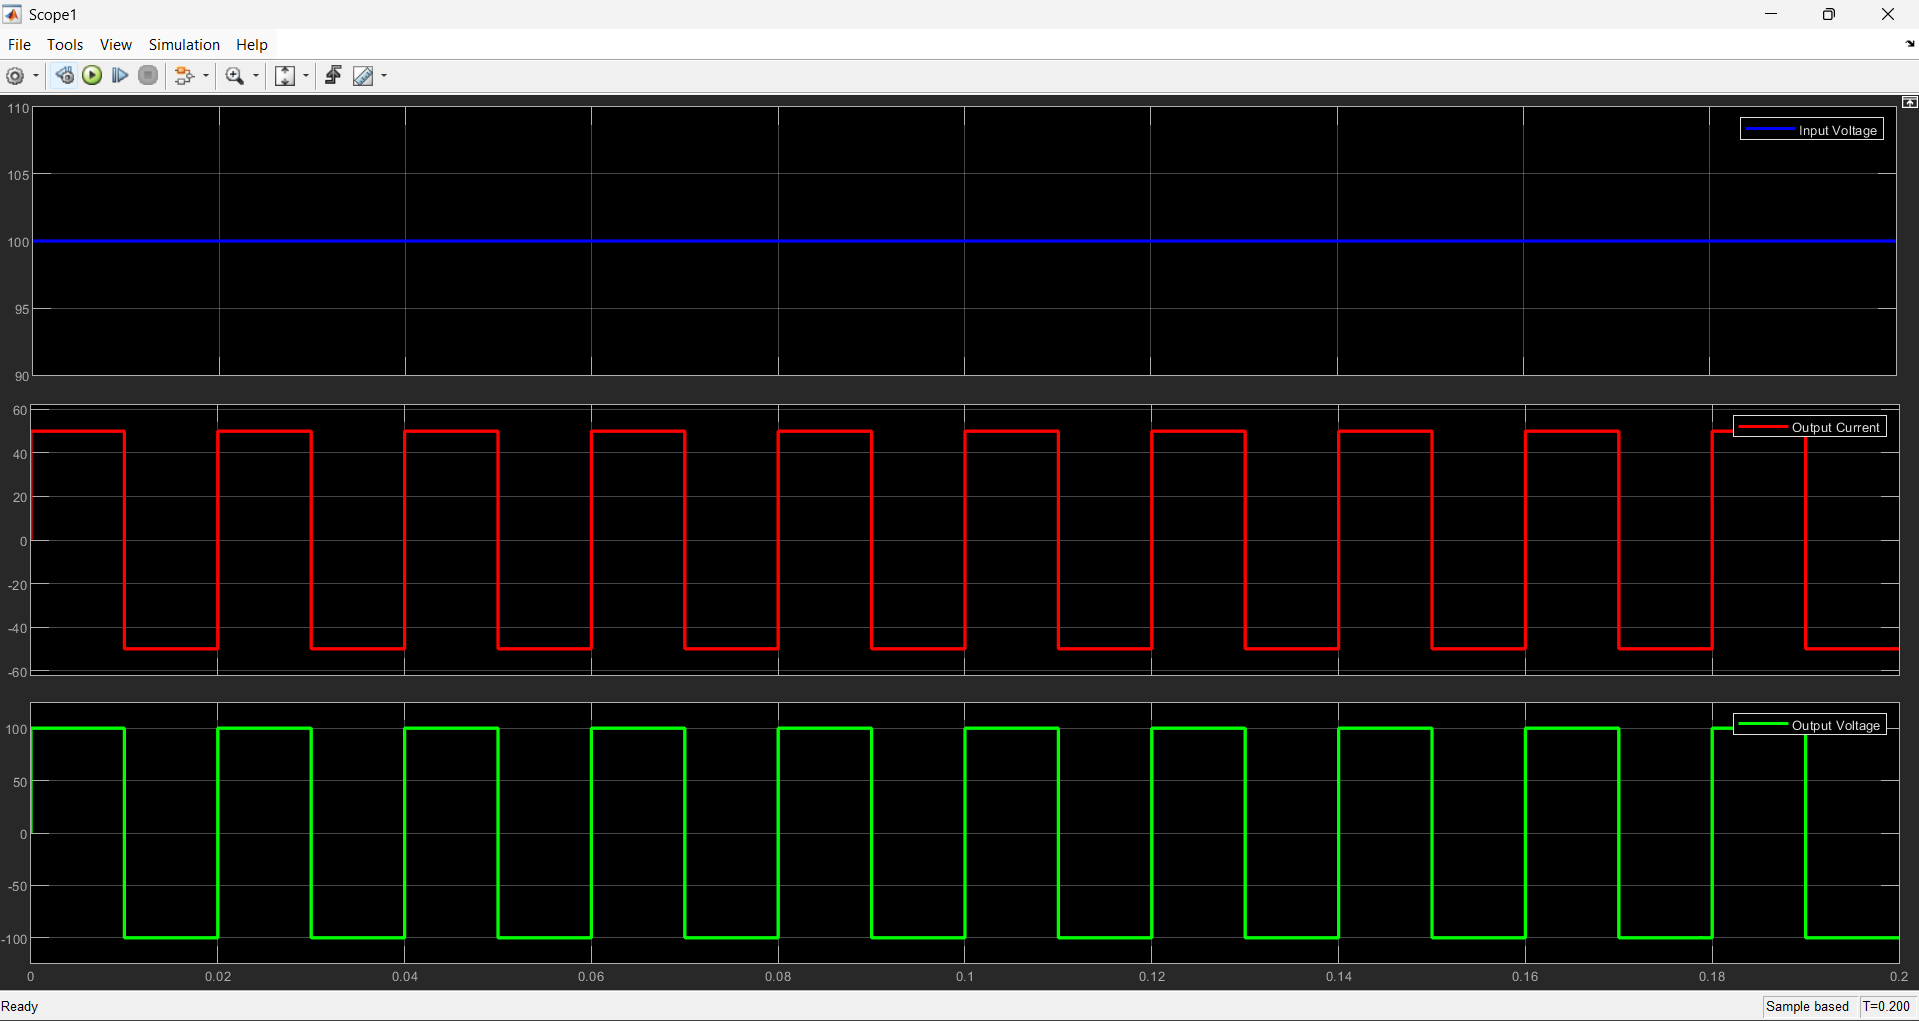 Scope1
File Tools View Simulation Help
110
Input Voltage
105
100
95
90
60
Output Current
40
20
0
-20
-40
-60
Output Voltage
100
50
0
-50
-100
0 0.02 0.04 0.06 0.08 0.1 0.12 0.14 0.16 0.18 0.2
Ready Sample based T=0.200